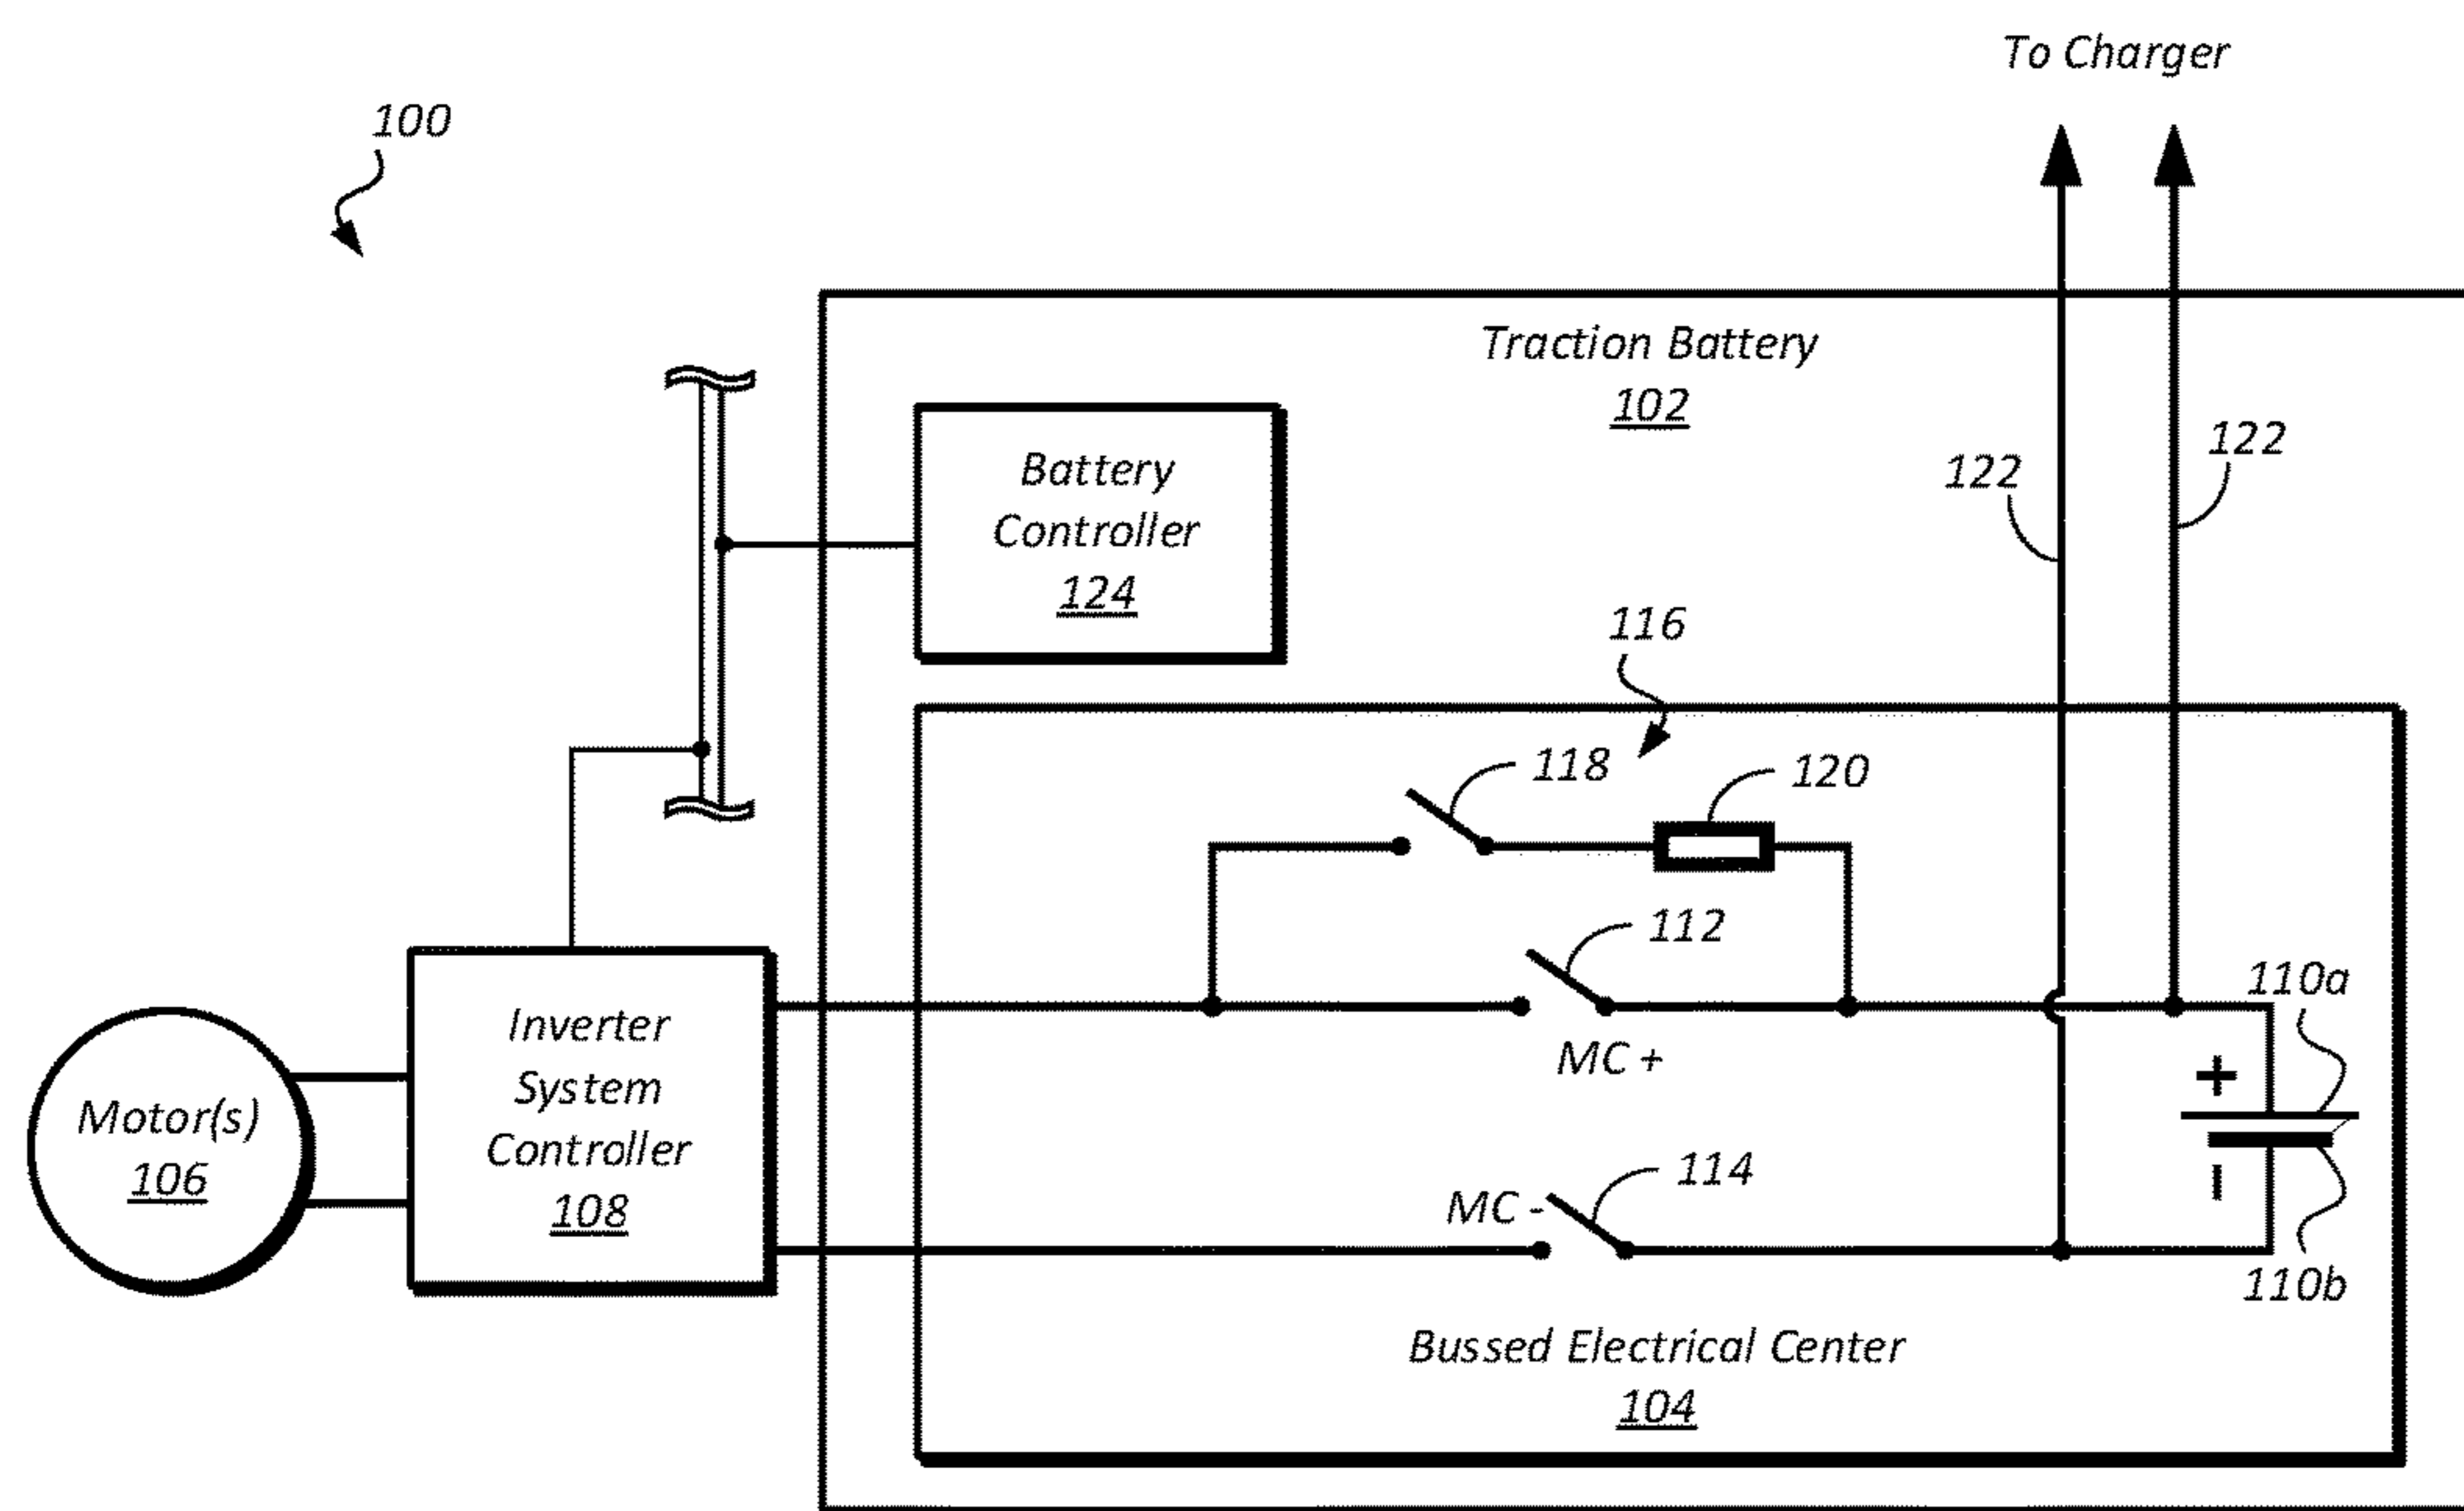 To Charger
100
Traction Battery
102
122
122
Battery
Controller
124
116
118
120
112
110a
Inverter
System
Controller
108
MC +
+
Motor(s)
106
114
MC -
–
110b
Bussed Electrical Center
104